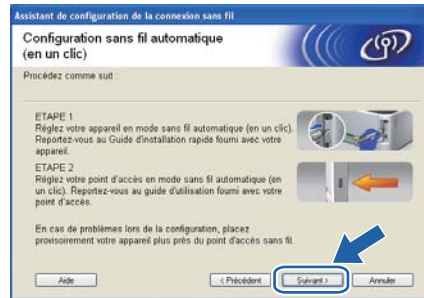 Assistant de configuration de la connexion sans fil
Configuration sans fil automatique
(en un clic)
Procédez comme suit :
ETAPE 1
Réglez votre appareil en mode sans fil automatique (en un clic).
Reportez-vous au Guide d'installation rapide fourni avec votre
appareil.
ETAPE 2
Réglez votre point d'accès en mode sans fil automatique (en
un clic). Reportez-vous au guide d'utilisation fourni avec votre
point d'accès.
En cas de problèmes lors de la configuration, placez
provisoirement votre appareil plus près du point d'accès sans fil.
Aide
< Précédent
Suivant >
Annuler